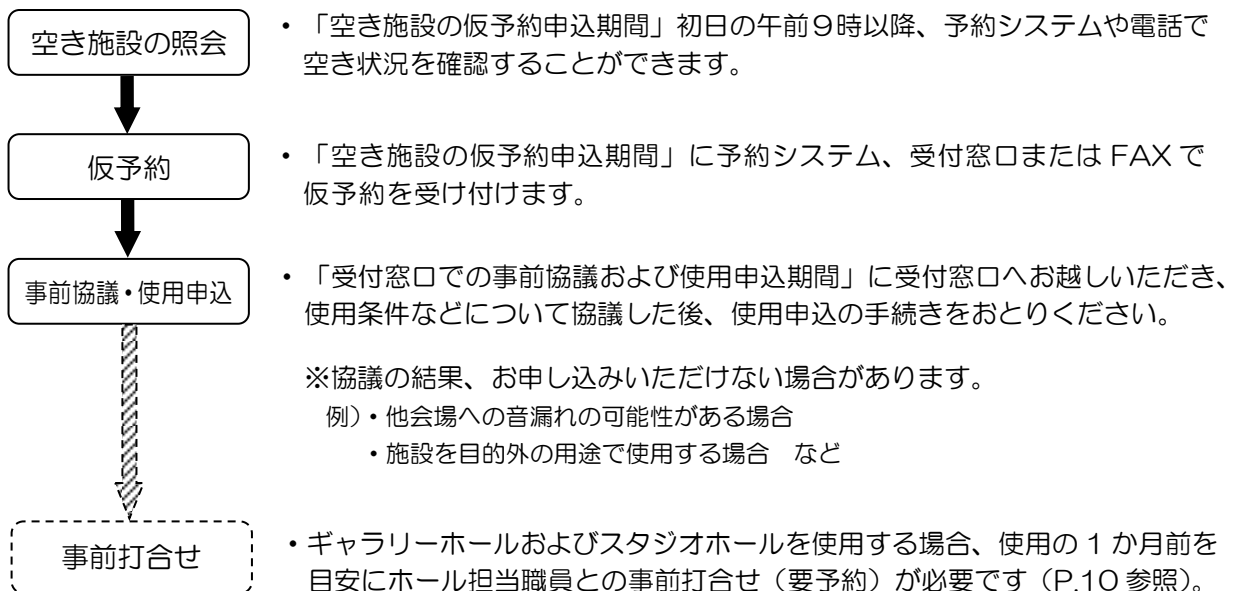 空き施設の照会
・「空き施設の仮予約申込期間」初日の午前９時以降、予約システムや電話で
空き状況を確認することができます。
仮予約
・「空き施設の仮予約申込期間」に予約システム、受付窓口または FAX で
仮予約を受け付けます。
事前協議・使用申込
・「受付窓口での事前協議および使用申込期間」に受付窓口へお越しいただき、
使用条件などについて協議した後、使用申込の手続きをおとりください。
※協議の結果、お申し込みいただけない場合があります。
例）・他会場への音漏れの可能性がある場合
・施設を目的外の用途で使用する場合　など
事前打合せ
・ギャラリーホールおよびスタジオホールを使用する場合、使用の 1 か月前を
目安にホール担当職員との事前打合せ（要予約）が必要です（P.10 参照）。